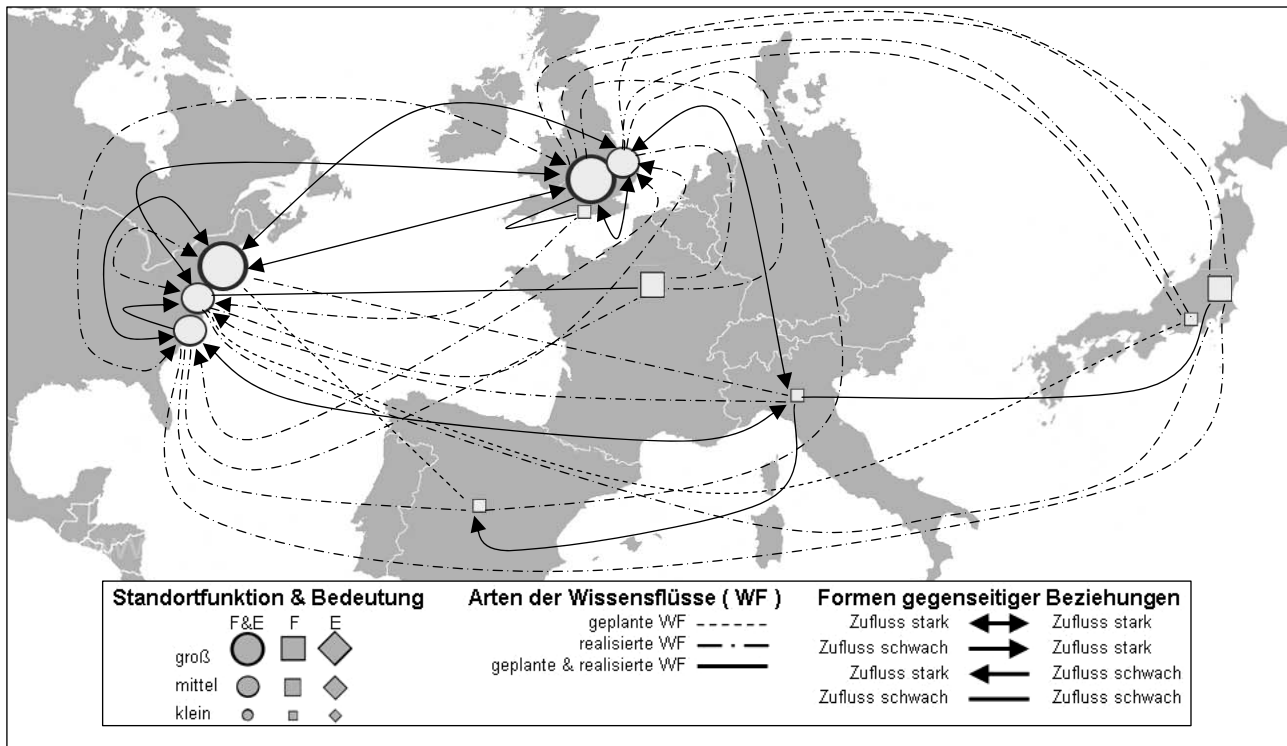 Standortfunktion & Bedeutung
F&E F E
groß
mittel
klein
Arten der Wissensflüsse ( WF )
geplante WF
realisierte WF
geplante & realisierte WF
Formen gegenseitiger Beziehungen
Zufluss stark Zufluss stark
Zufluss schwach Zufluss stark
Zufluss stark Zufluss schwach
Zufluss schwach Zufluss schwach